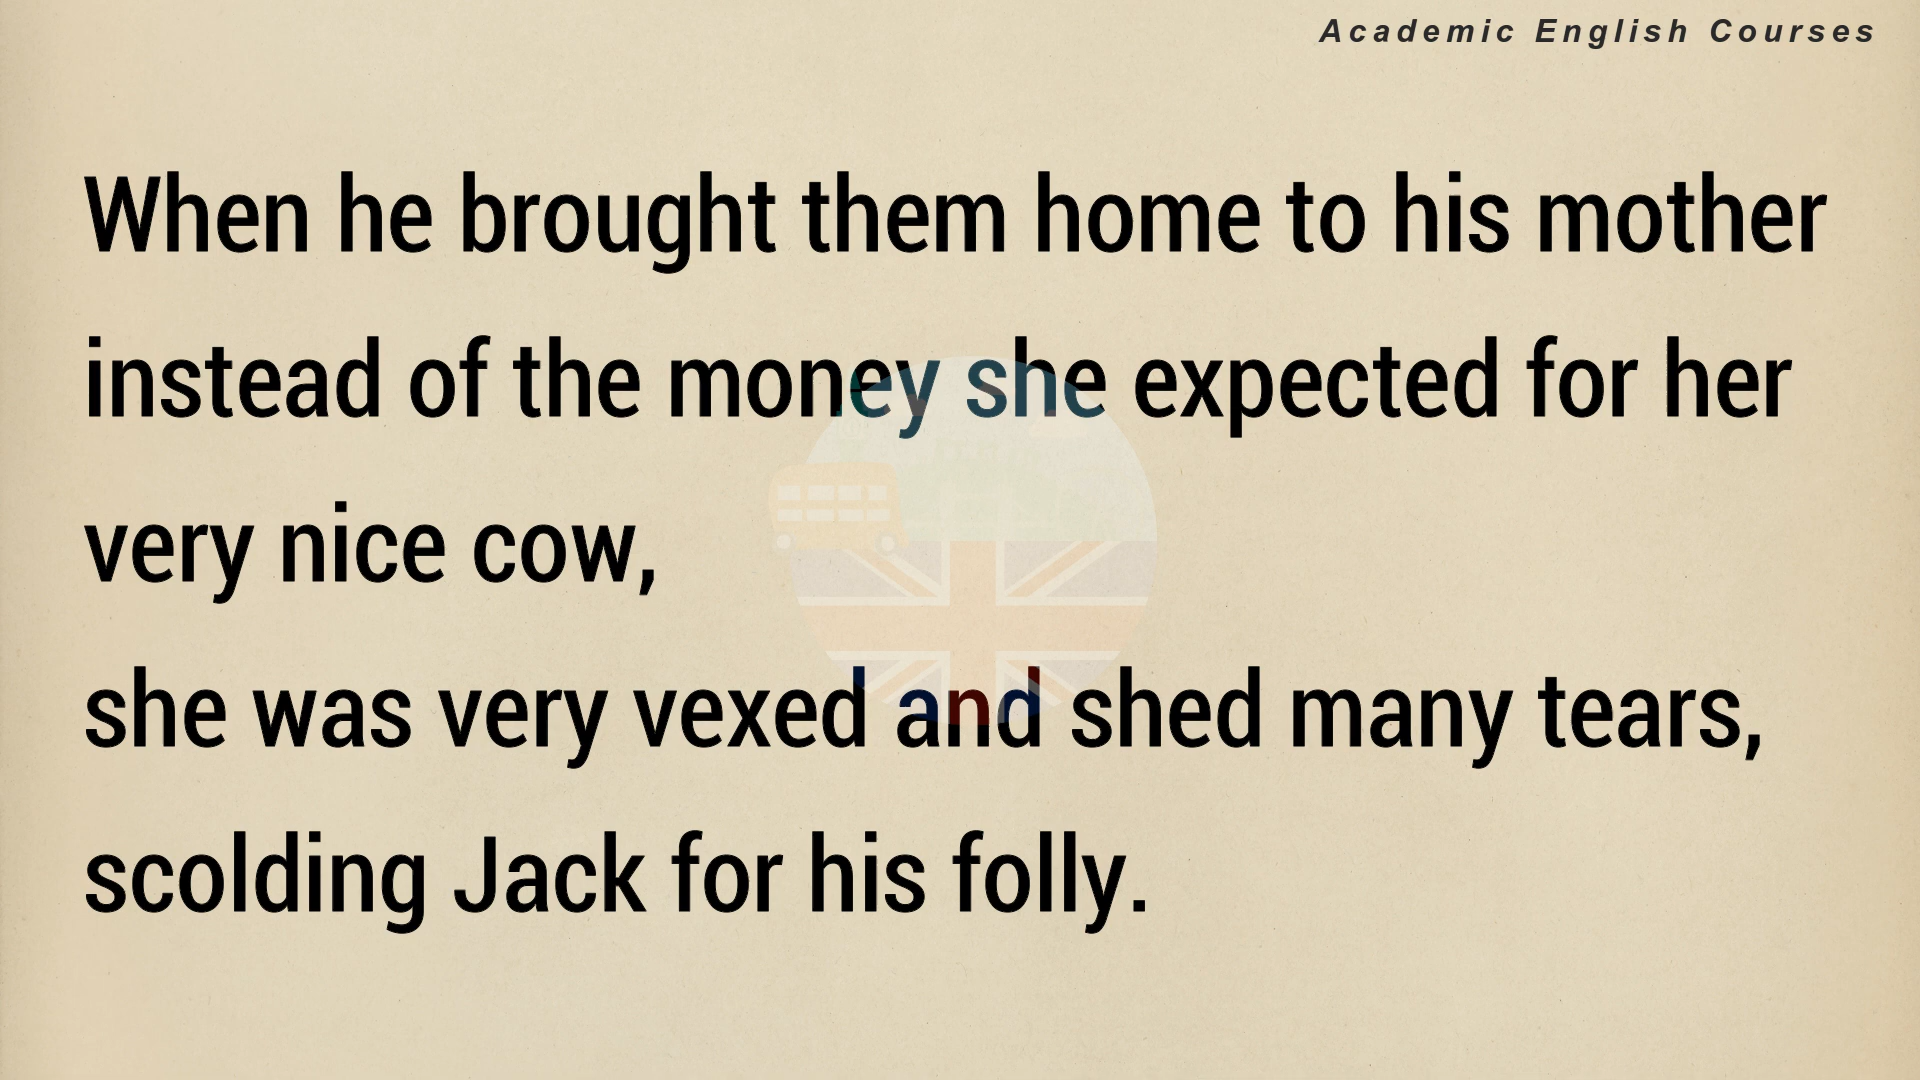 Academic English Courses
When he brought them home to his mother
instead of the money she expected for her
very nice cow,
she was very vexed and shed many tears,
scolding Jack for his folly.